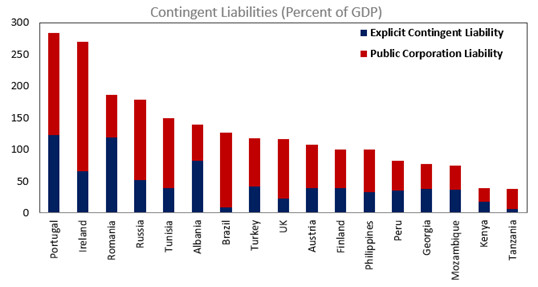 Contingent Liabilities (Percent of GDP)
300
250
200
150
100
50
0
Explicit Contingent Liability
Public Corporation Liability
Portugal
Ireland
Romania
Russia
Tunisia
Albania
Brazil
Turkey
UK
Austria
Finland
Philippines
Peru
Georgia
Mozambique
Kenya
Tanzania